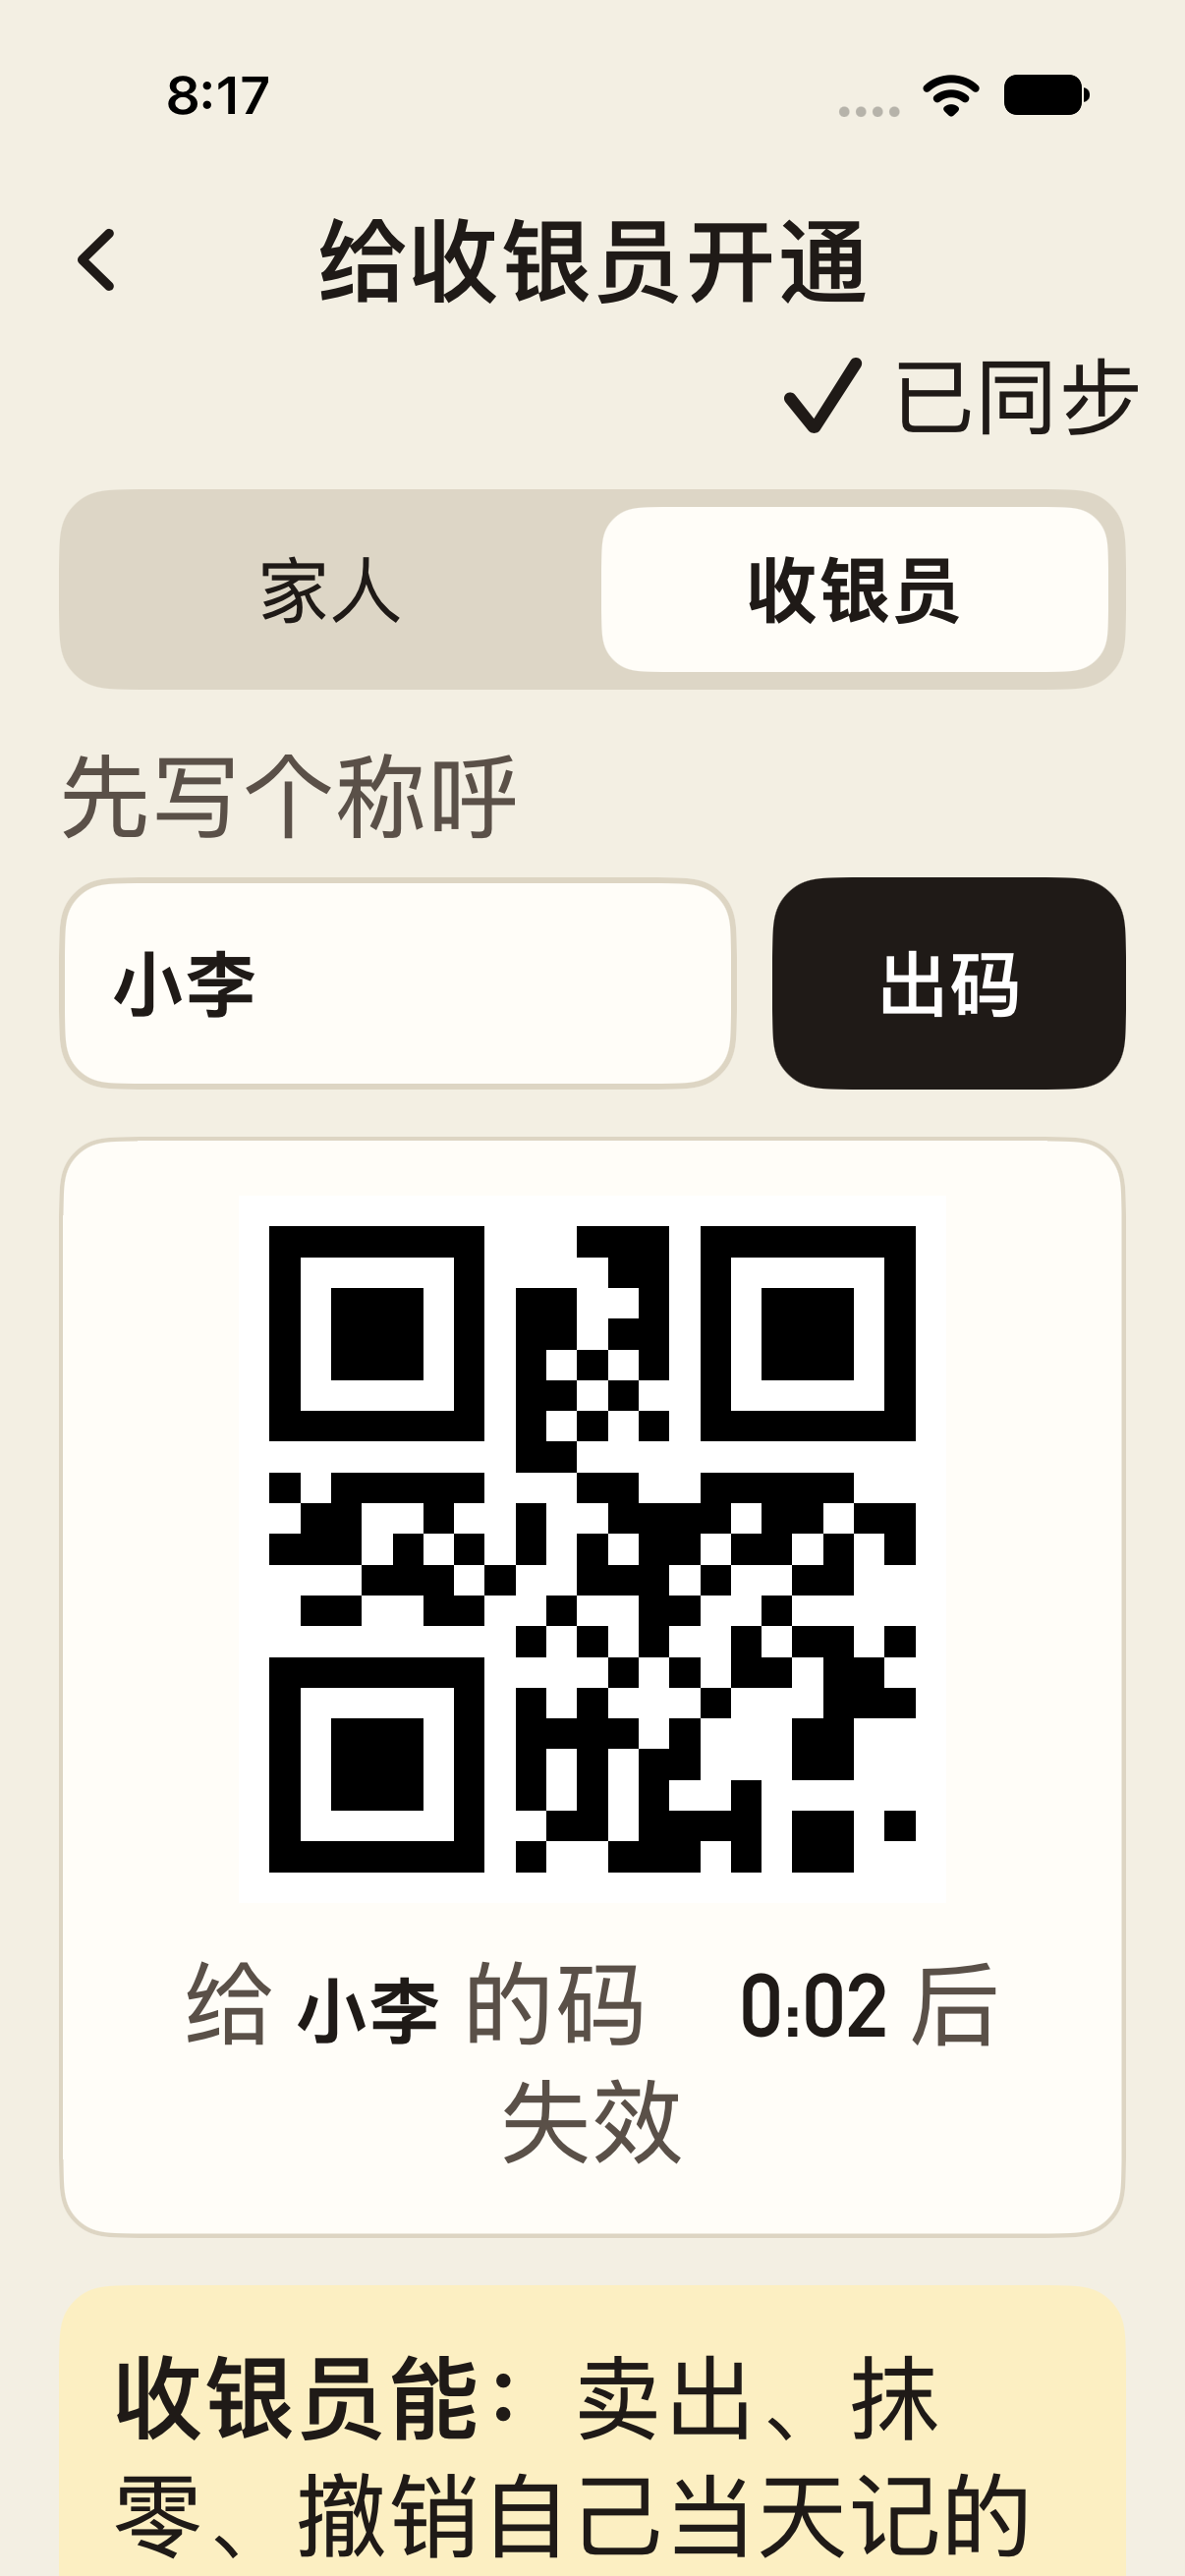 8:17
给收银员开通
已同步
家人 收银员
先写个称呼
小李 出码
给 小李 的码 0:02 后
失效
收银员能：卖出、抹
零、撤销自己当天记的